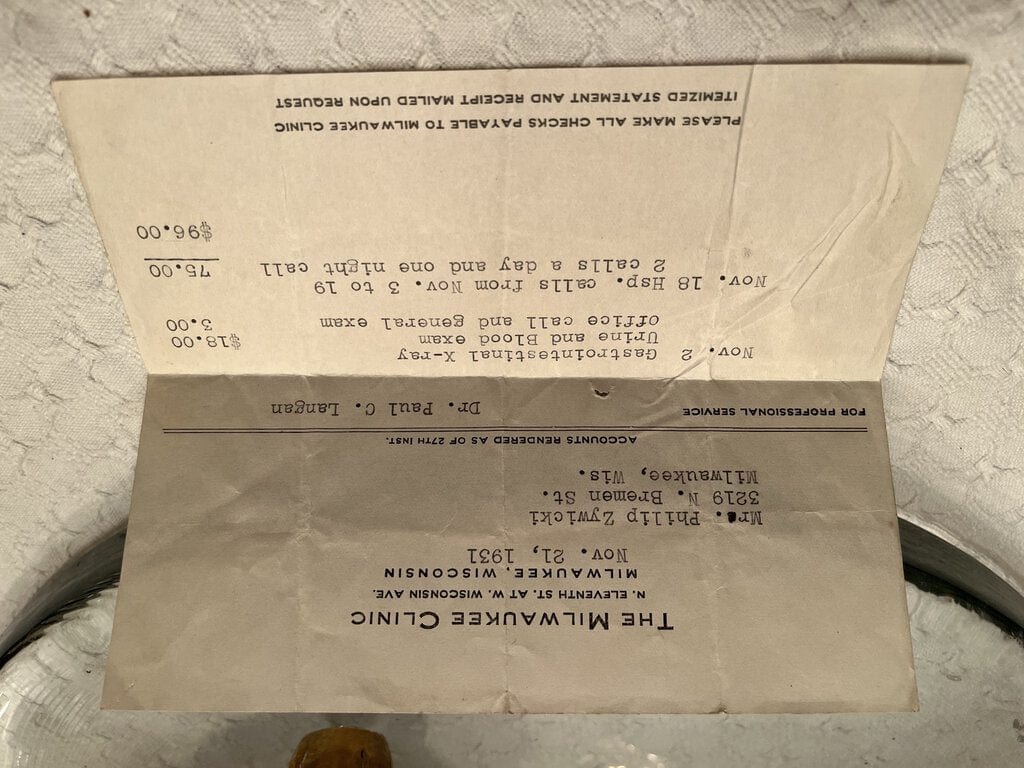 THE MILWAUKEE CLINIC
N. ELEVENTH ST. AT W. WISCONSIN AVE.
MILWAUKEE, WISCONSIN
Nov. 21, 1931
Mr. Phillip Zywicki
3219 N. Bremen St.
Milwaukee, Wis.
ACCOUNTS RENDERED AS OF 27TH INST.
FOR PROFESSIONAL SERVICE Dr. Paul C. Langan
Nov. 2 Gastrointestinal X-ray
Urine and Blood exam $18.00
office call and general exam 3.00
Nov. 18 Hsp. calls from Nov. 3 to 19
2 calls a day and one night call 75.00
$96.00
PLEASE MAKE ALL CHECKS PAYABLE TO MILWAUKEE CLINIC
ITEMIZED STATEMENT AND RECEIPT MAILED UPON REQUEST